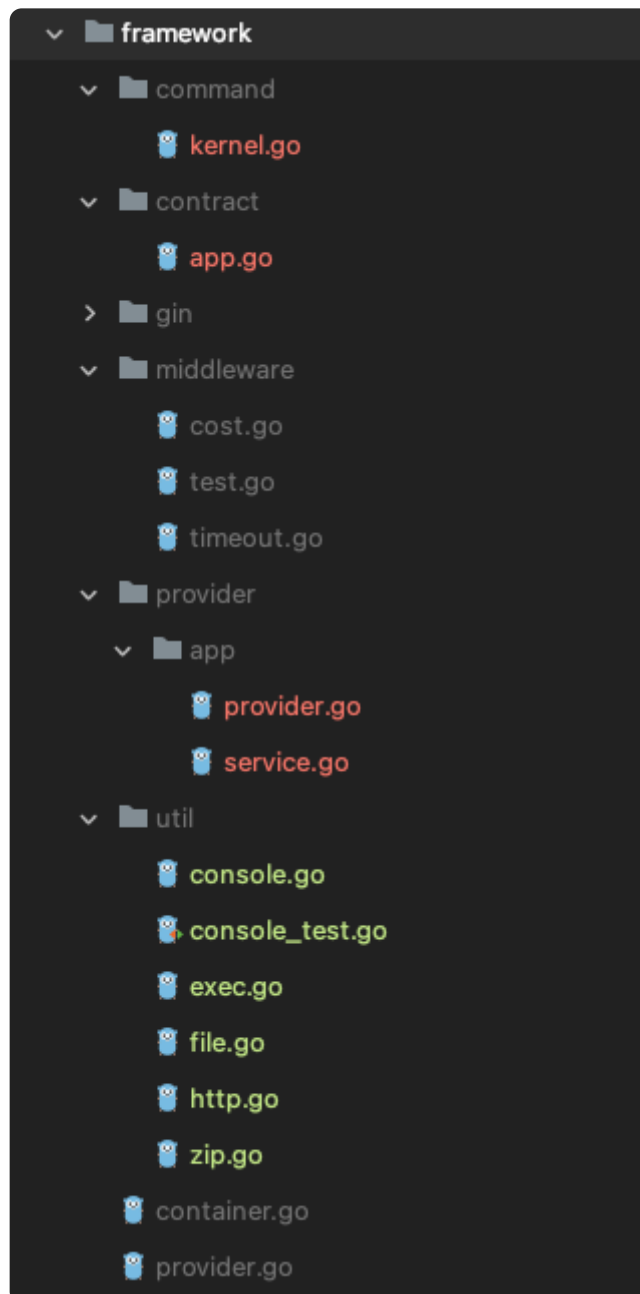 framework
command
kernel.go
contract
app.go
gin
middleware
cost.go
test.go
timeout.go
provider
app
provider.go
service.go
util
console.go
console_test.go
exec.go
file.go
http.go
zip.go
container.go
provider.go